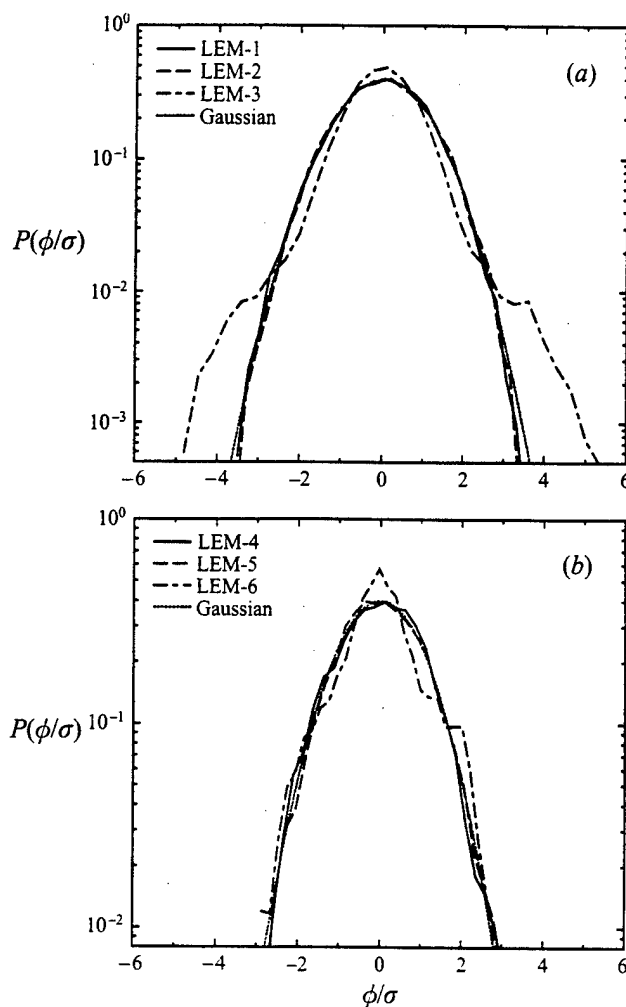 10^0
LEM-1
LEM-2
LEM-3
Gaussian
(a)
10^-1
P(ϕ/σ)
10^-2
10^-3
−6 −4 −2 0 2 4 6
10^0
LEM-4
LEM-5
LEM-6
Gaussian
(b)
P(ϕ/σ) 10^-1
10^-2
−6 −4 −2 0 2 4 6
ϕ/σ